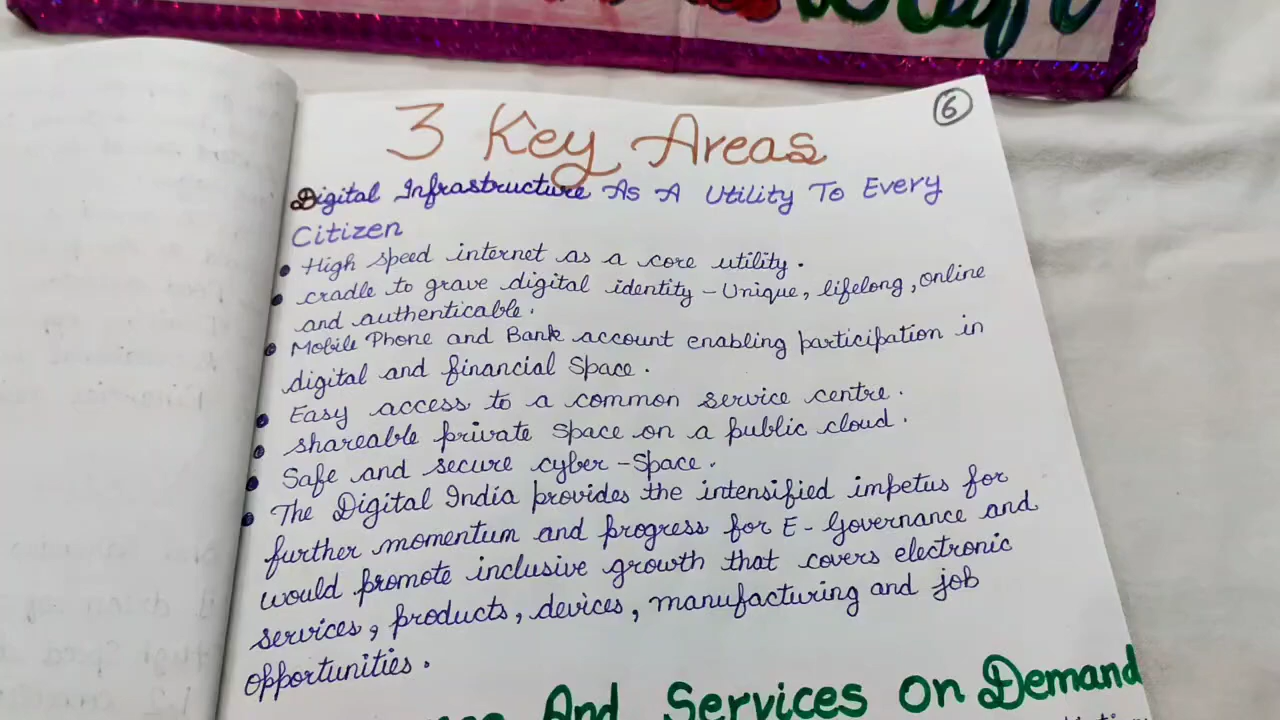 6
3 Key Areas
Digital Infrastructure As A Utility To Every
Citizen
• High speed internet as a core utility.
• cradle to grave digital identity - Unique, lifelong, online
and authenticable.
• Mobile Phone and Bank account enabling participation in
digital and financial Space.
• Easy access to a common service centre.
• shareable private space on a public cloud.
• Safe and secure cyber-Space.
• The Digital India provides the intensified impetus for
further momentum and progress for E-Governance and
would promote inclusive growth that covers electronic
services, products, devices, manufacturing and job
opportunities.
And Services On Demand